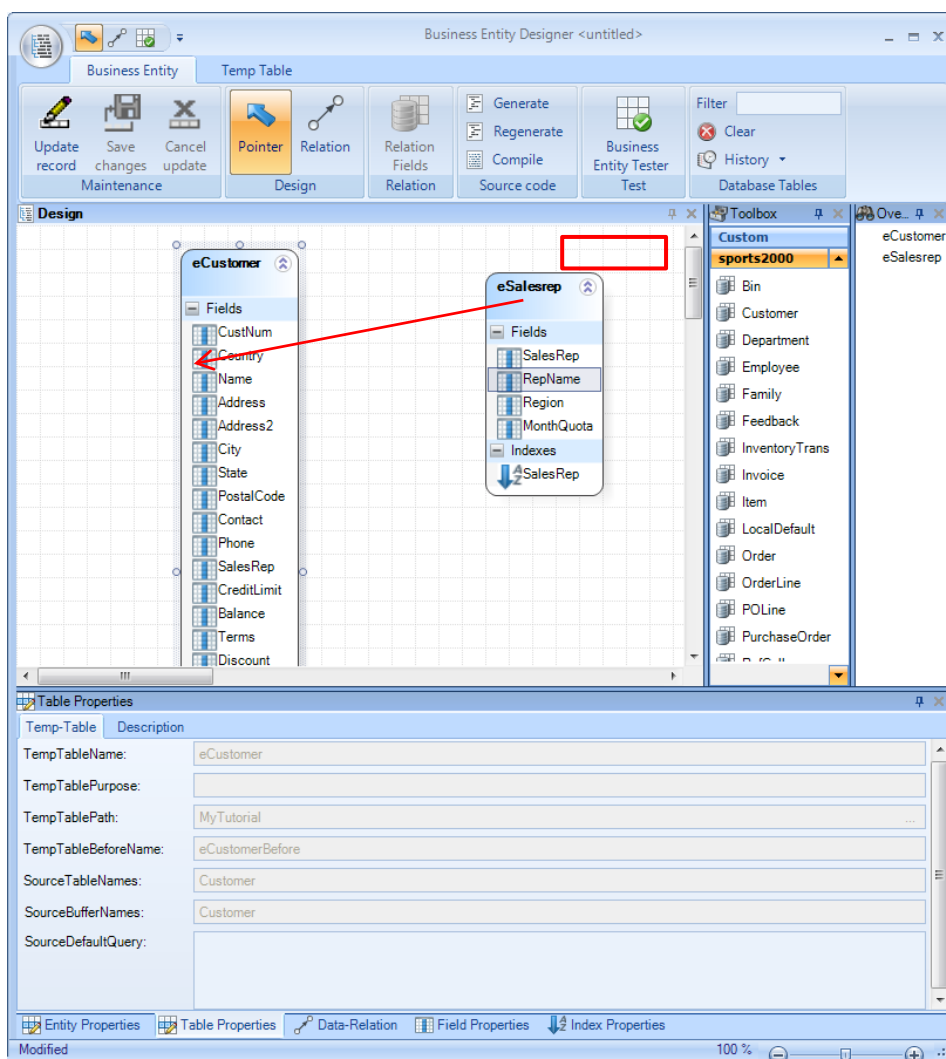 Business Entity Designer <untitled>
Business Entity
Temp Table
Update record
Save changes
Cancel update
Maintenance
Pointer
Relation
Design
Relation Fields
Relation
Generate
Regenerate
Compile
Source code
Business Entity Tester
Test
Filter
Clear
History
Database Tables
Design
eCustomer
Fields
CustNum
Country
Name
Address
Address2
City
State
PostalCode
Contact
Phone
SalesRep
CreditLimit
Balance
Terms
Discount
eSalesrep
Fields
SalesRep
RepName
Region
MonthQuota
Indexes
SalesRep
Toolbox
Custom
sports2000
Bin
Customer
Department
Employee
Family
Feedback
InventoryTrans
Invoice
Item
LocalDefault
Order
OrderLine
POLine
PurchaseOrder
Ove...
eCustomer
eSalesrep
Table Properties
Temp-Table
Description
TempTableName: eCustomer
TempTablePurpose:
TempTablePath: MyTutorial ...
TempTableBeforeName: eCustomerBefore
SourceTableNames: Customer
SourceBufferNames: Customer
SourceDefaultQuery:
Entity Properties
Table Properties
Data-Relation
Field Properties
Index Properties
Modified
100 %